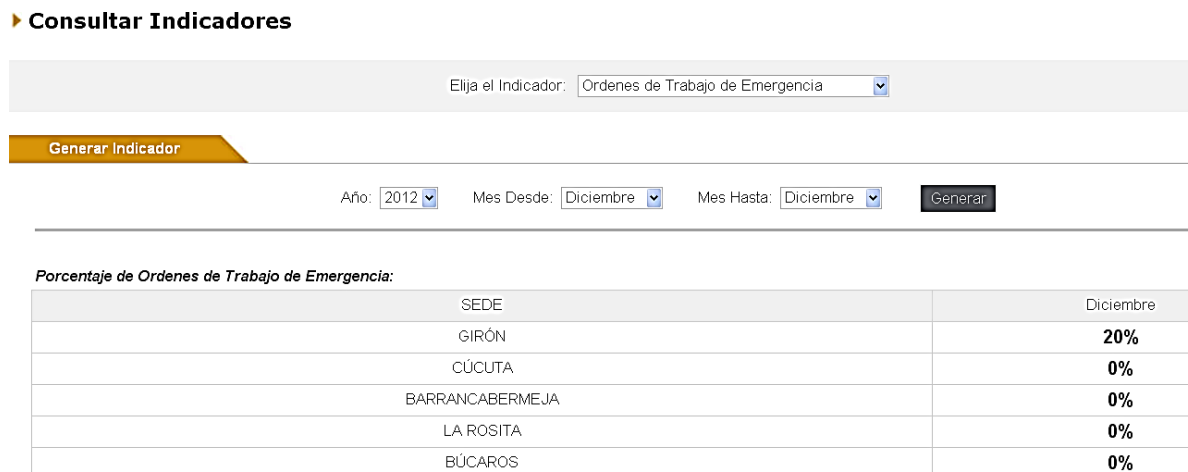 Consultar Indicadores
Elija el Indicador: Ordenes de Trabajo de Emergencia
Generar Indicador
Año: 2012 Mes Desde: Diciembre Mes Hasta: Diciembre Generar
Porcentaje de Ordenes de Trabajo de Emergencia:
SEDE Diciembre
GIRÓN 20%
CÚCUTA 0%
BARRANCABERMEJA 0%
LA ROSITA 0%
BÚCAROS 0%